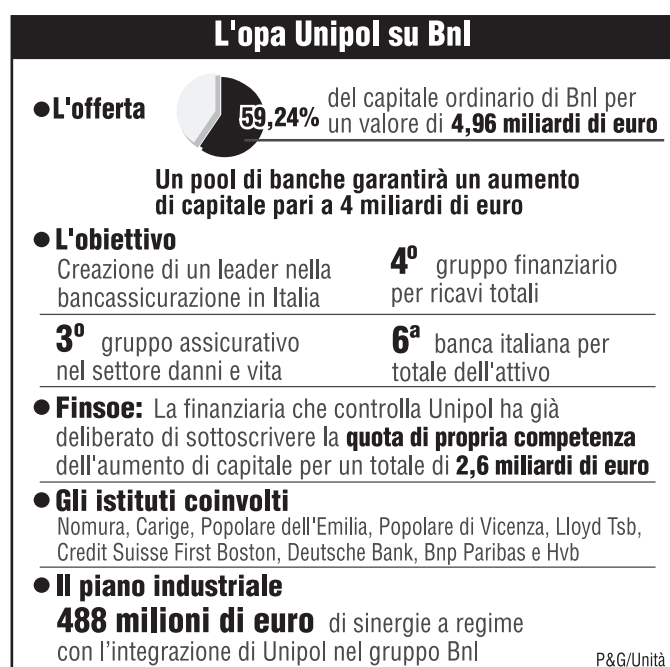 L'opa Unipol su Bnl
●L'offerta
59,24%
del capitale ordinario di Bnl per
un valore di 4,96 miliardi di euro
Un pool di banche garantirà un aumento
di capitale pari a 4 miliardi di euro
●L'obiettivo
Creazione di un leader nella
bancassicurazione in Italia
4º gruppo finanziario
per ricavi totali
3º gruppo assicurativo
nel settore danni e vita
6ª banca italiana per
totale dell'attivo
●Finsoe: La finanziaria che controlla Unipol ha già
deliberato di sottoscrivere la quota di propria competenza
dell'aumento di capitale per un totale di 2,6 miliardi di euro
●Gli istituti coinvolti
Nomura, Carige, Popolare dell'Emilia, Popolare di Vicenza, Lloyd Tsb,
Credit Suisse First Boston, Deutsche Bank, Bnp Paribas e Hvb
●Il piano industriale
488 milioni di euro di sinergie a regime
con l'integrazione di Unipol nel gruppo Bnl
P&G/Unità